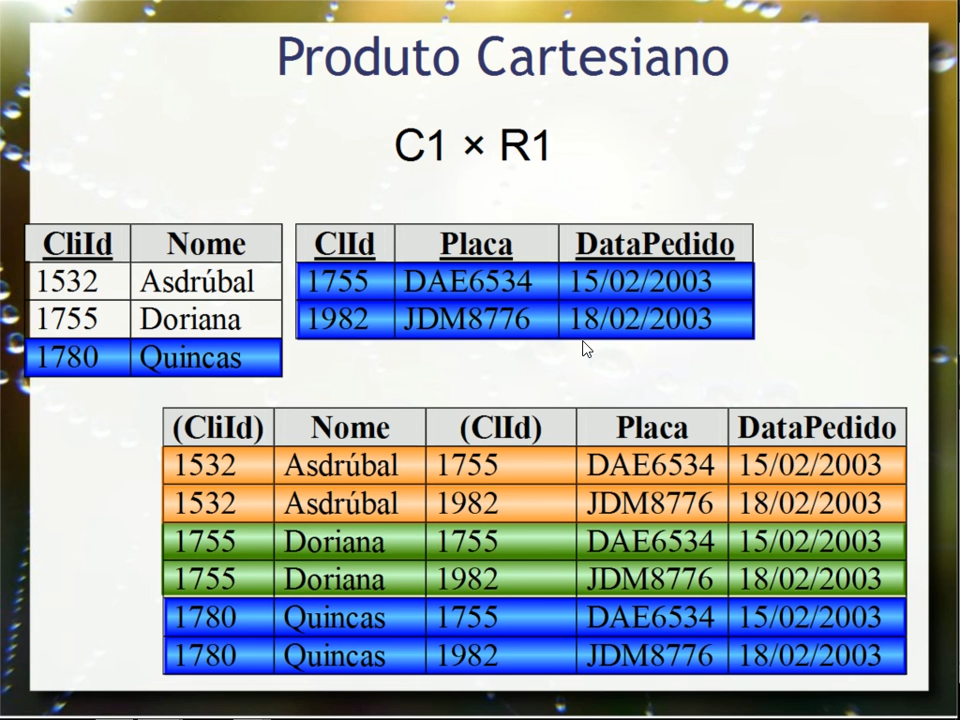 Produto Cartesiano
C1 × R1
CliId Nome
1532 Asdrúbal
1755 Doriana
1780 Quincas
ClId Placa DataPedido
1755 DAE6534 15/02/2003
1982 JDM8776 18/02/2003
(CliId) Nome (ClId) Placa DataPedido
1532 Asdrúbal 1755 DAE6534 15/02/2003
1532 Asdrúbal 1982 JDM8776 18/02/2003
1755 Doriana 1755 DAE6534 15/02/2003
1755 Doriana 1982 JDM8776 18/02/2003
1780 Quincas 1755 DAE6534 15/02/2003
1780 Quincas 1982 JDM8776 18/02/2003